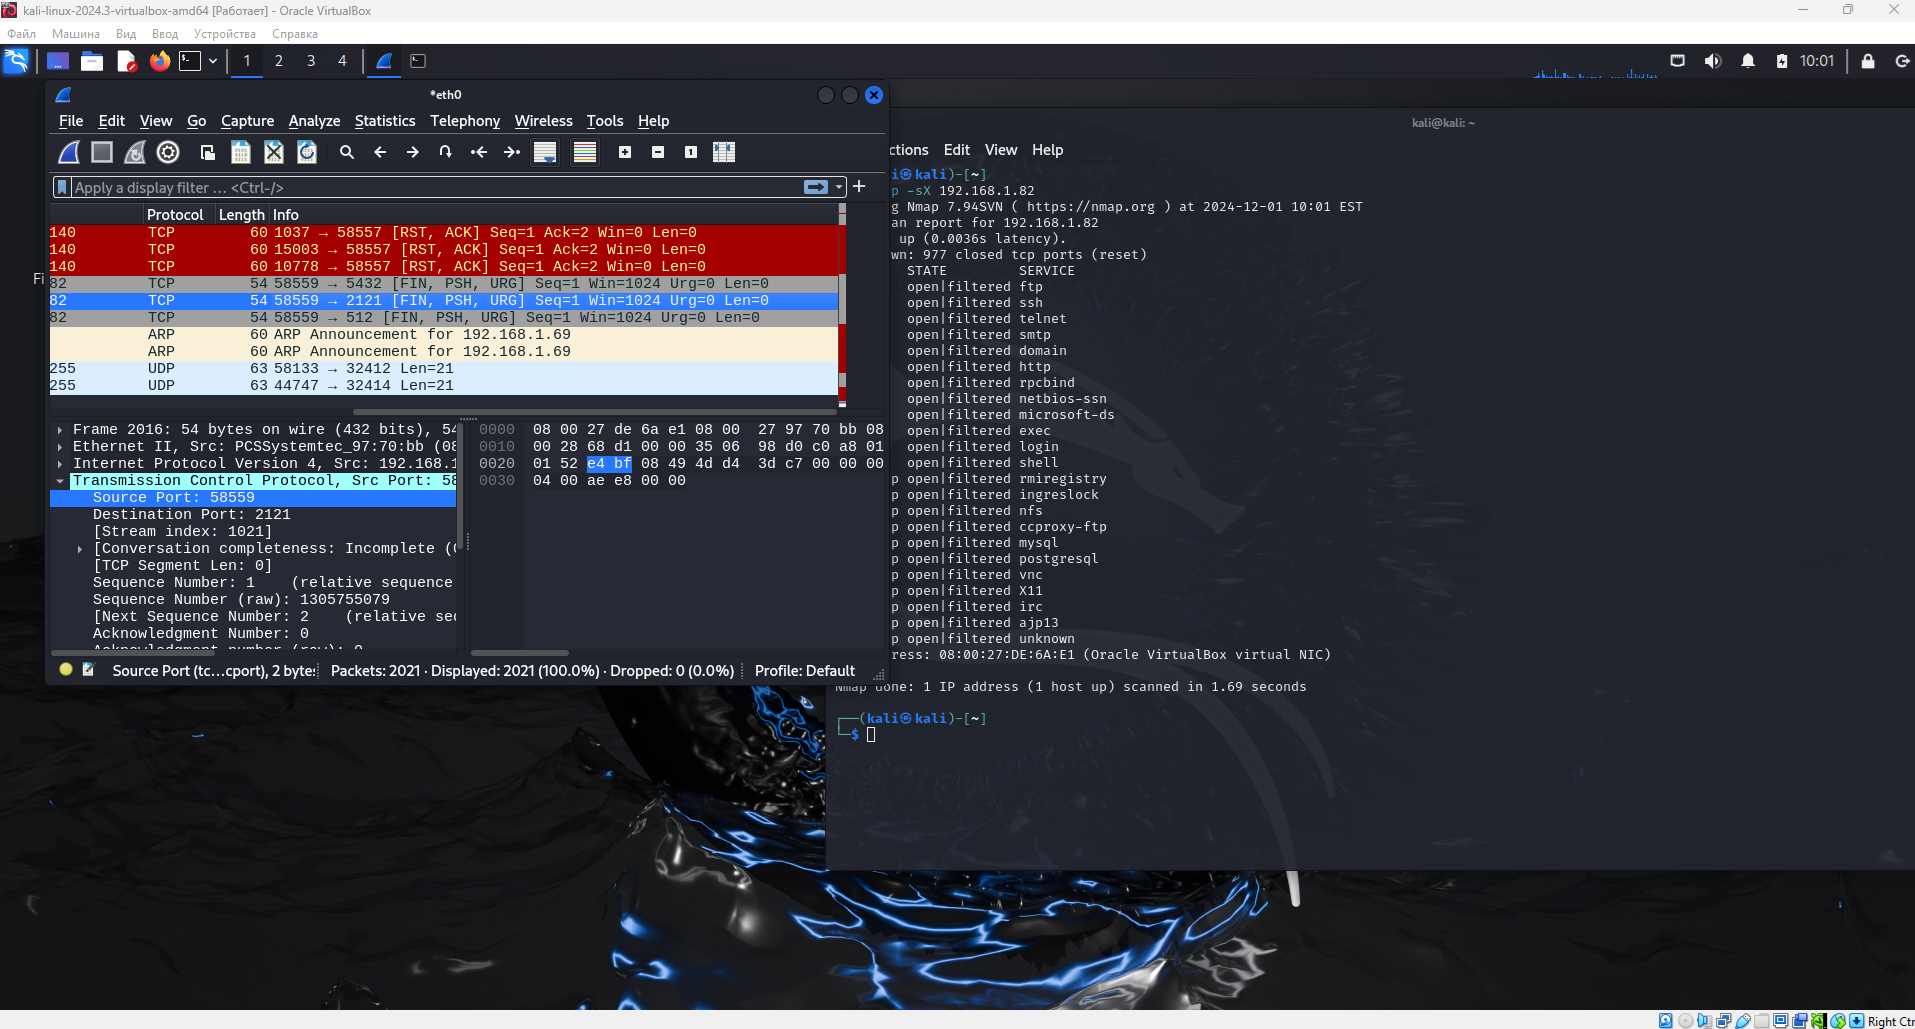 kali-linux-2024.3-virtualbox-amd64 [Работает] - Oracle VirtualBox
Файл Машина Вид Ввод Устройства Справка
1 2 3 4
10:01
*eth0
File Edit View Go Capture Analyze Statistics Telephony Wireless Tools Help
Apply a display filter … <Ctrl-/>
Protocol Length Info
140 TCP 60 1037 → 58557 [RST, ACK] Seq=1 Ack=2 Win=0 Len=0
140 TCP 60 15003 → 58557 [RST, ACK] Seq=1 Ack=2 Win=0 Len=0
140 TCP 60 10778 → 58557 [RST, ACK] Seq=1 Ack=2 Win=0 Len=0
82 TCP 54 58559 → 5432 [FIN, PSH, URG] Seq=1 Win=1024 Urg=0 Len=0
82 TCP 54 58559 → 2121 [FIN, PSH, URG] Seq=1 Win=1024 Urg=0 Len=0
82 TCP 54 58559 → 512 [FIN, PSH, URG] Seq=1 Win=1024 Urg=0 Len=0
ARP 60 ARP Announcement for 192.168.1.69
ARP 60 ARP Announcement for 192.168.1.69
255 UDP 63 58133 → 32412 Len=21
255 UDP 63 44747 → 32414 Len=21
Fi
Frame 2016: 54 bytes on wire (432 bits), 54
Ethernet II, Src: PCSSystemtec_97:70:bb (08
Internet Protocol Version 4, Src: 192.168.1
Transmission Control Protocol, Src Port: 58
Source Port: 58559
Destination Port: 2121
[Stream index: 1021]
[Conversation completeness: Incomplete (
[TCP Segment Len: 0]
Sequence Number: 1 (relative sequence
Sequence Number (raw): 1305755079
[Next Sequence Number: 2 (relative sec
Acknowledgment Number: 0
Acknowledgment number (raw): 0
0000 08 00 27 de 6a e1 08 00 27 97 70 bb 08
0010 00 28 68 d1 00 00 35 06 98 d0 c0 a8 01
0020 01 52 e4 bf 08 49 4d d4 3d c7 00 00 00
0030 04 00 ae e8 00 00
Source Port (tc…cport), 2 bytes
Packets: 2021 · Displayed: 2021 (100.0%) · Dropped: 0 (0.0%)
Profile: Default
kali@kali: ~
ctions Edit View Help
i㉿kali)-[~]
p -sX 192.168.1.82
g Nmap 7.94SVN ( https://nmap.org ) at 2024-12-01 10:01 EST
an report for 192.168.1.82
up (0.0036s latency).
wn: 977 closed tcp ports (reset)
STATE SERVICE
open|filtered ftp
open|filtered ssh
open|filtered telnet
open|filtered smtp
open|filtered domain
open|filtered http
open|filtered rpcbind
open|filtered netbios-ssn
open|filtered microsoft-ds
open|filtered exec
open|filtered login
open|filtered shell
p open|filtered rmiregistry
p open|filtered ingreslock
p open|filtered nfs
p open|filtered ccproxy-ftp
p open|filtered mysql
p open|filtered postgresql
p open|filtered vnc
p open|filtered X11
p open|filtered irc
p open|filtered ajp13
p open|filtered unknown
ress: 08:00:27:DE:6A:E1 (Oracle VirtualBox virtual NIC)
Nmap done: 1 IP address (1 host up) scanned in 1.69 seconds
(kali㉿kali)-[~]
$
Right Ctr